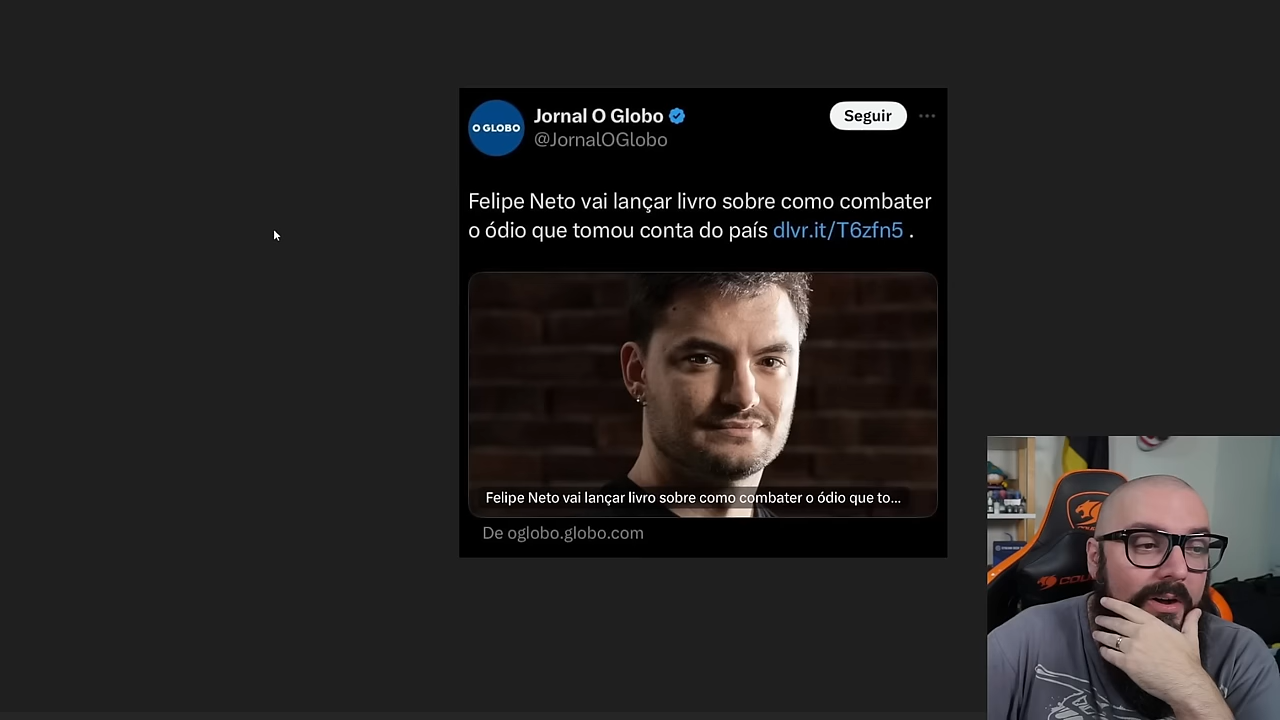 Jornal O Globo
@JornalOGlobo
Seguir
O GLOBO
Felipe Neto vai lançar livro sobre como combater
o ódio que tomou conta do país dlvr.it/T6zfn5 .
Felipe Neto vai lançar livro sobre como combater o ódio que to...
De oglobo.globo.com